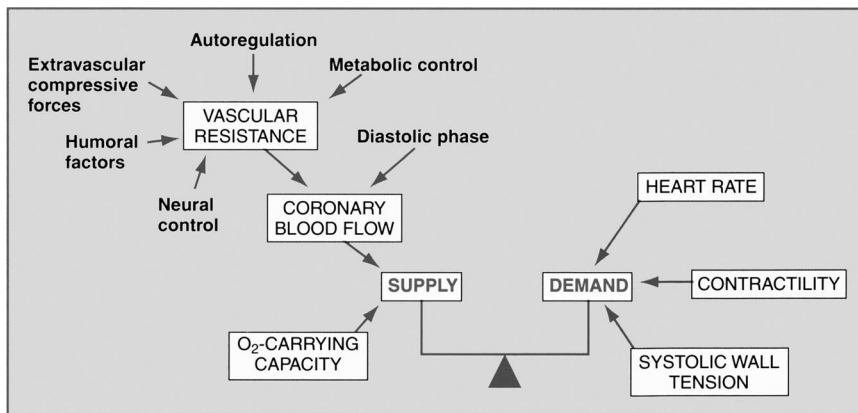 Autoregulation
Extravascular
compressive
forces
Metabolic control
VASCULAR
RESISTANCE
Humoral
factors
Diastolic phase
Neural
control
CORONARY
BLOOD FLOW
HEART RATE
SUPPLY
DEMAND
CONTRACTILITY
O₂-CARRYING
CAPACITY
SYSTOLIC WALL
TENSION